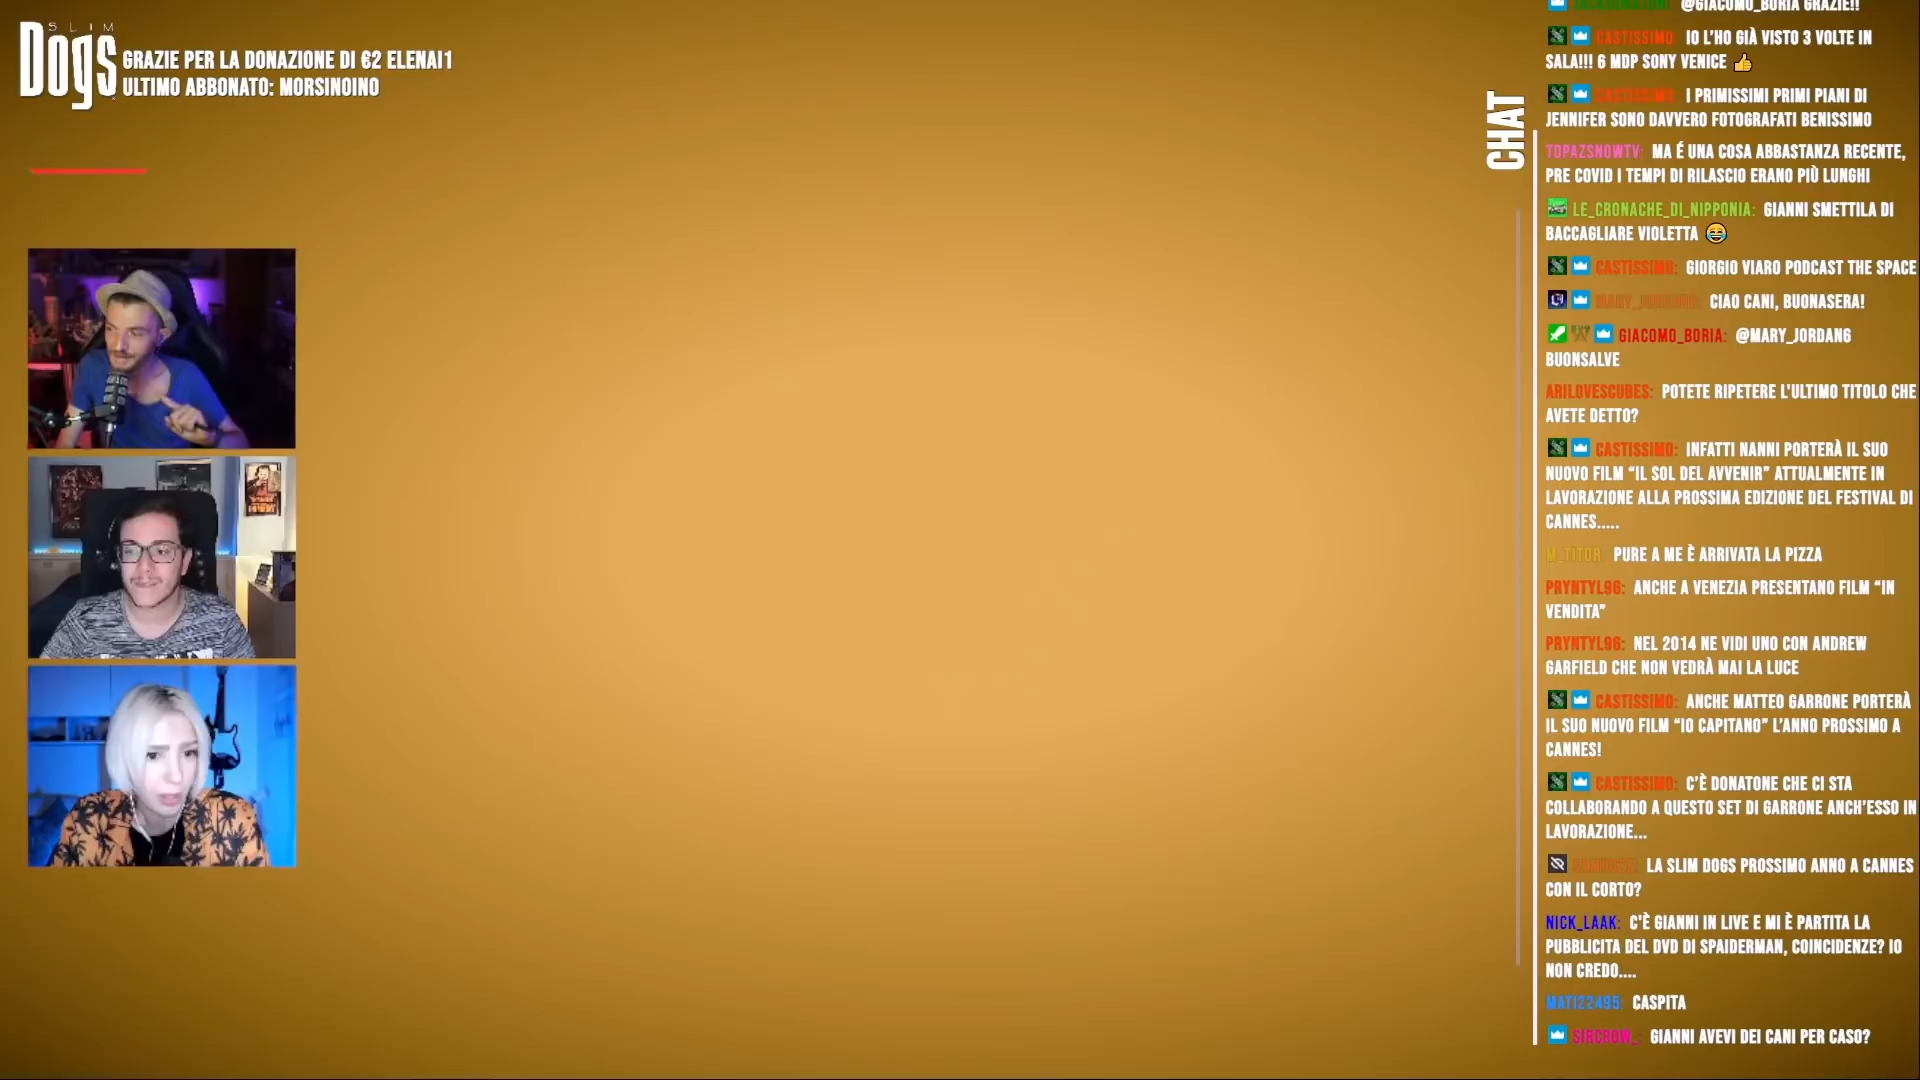 SLIM
Dogs
GRAZIE PER LA DONAZIONE DI €2 ELENAI1
ULTIMO ABBONATO: MORSINOINO
CHAT
@GIACOMO_BORIA GRAZIE!!
CASTISSIMO: IO L'HO GIÀ VISTO 3 VOLTE IN
SALA!!! 6 MDP SONY VENICE 👍
CASTISSIMO: I PRIMISSIMI PRIMI PIANI DI
JENNIFER SONO DAVVERO FOTOGRAFATI BENISSIMO
TOPAZSNOWTV: MA É UNA COSA ABBASTANZA RECENTE,
PRE COVID I TEMPI DI RILASCIO ERANO PIÙ LUNGHI
LE_CRONACHE_DI_NIPPONIA: GIANNI SMETTILA DI
BACCAGLIARE VIOLETTA 😂
CASTISSIMO: GIORGIO VIARO PODCAST THE SPACE
MARY_JORDAN6: CIAO CANI, BUONASERA!
GIACOMO_BORIA: @MARY_JORDAN6
BUONSALVE
ARILOVESCUBES: POTETE RIPETERE L'ULTIMO TITOLO CHE
AVETE DETTO?
CASTISSIMO: INFATTI NANNI PORTERÀ IL SUO
NUOVO FILM “IL SOL DEL AVVENIR” ATTUALMENTE IN
LAVORAZIONE ALLA PROSSIMA EDIZIONE DEL FESTIVAL DI
CANNES.....
M_TITOR: PURE A ME È ARRIVATA LA PIZZA
PRYNTYL96: ANCHE A VENEZIA PRESENTANO FILM “IN
VENDITA”
PRYNTYL96: NEL 2014 NE VIDI UNO CON ANDREW
GARFIELD CHE NON VEDRÀ MAI LA LUCE
CASTISSIMO: ANCHE MATTEO GARRONE PORTERÀ
IL SUO NUOVO FILM “IO CAPITANO” L'ANNO PROSSIMO A
CANNES!
CASTISSIMO: C'È DONATONE CHE CI STA
COLLABORANDO A QUESTO SET DI GARRONE ANCH'ESSO IN
LAVORAZIONE...
LA SLIM DOGS PROSSIMO ANNO A CANNES
CON IL CORTO?
NICK_LAAK: C'È GIANNI IN LIVE E MI È PARTITA LA
PUBBLICITA DEL DVD DI SPAIDERMAN, COINCIDENZE? IO
NON CREDO....
MATI22495: CASPITA
SIRCROW_: GIANNI AVEVI DEI CANI PER CASO?